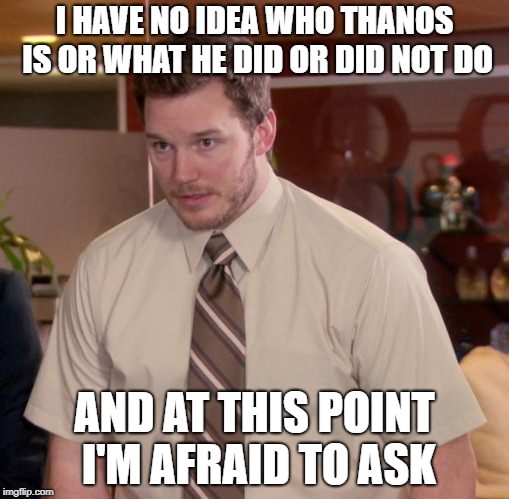 I HAVE NO IDEA WHO THANOS
IS OR WHAT HE DID OR DID NOT DO
AND AT THIS POINT
I'M AFRAID TO ASK
imgflip.com